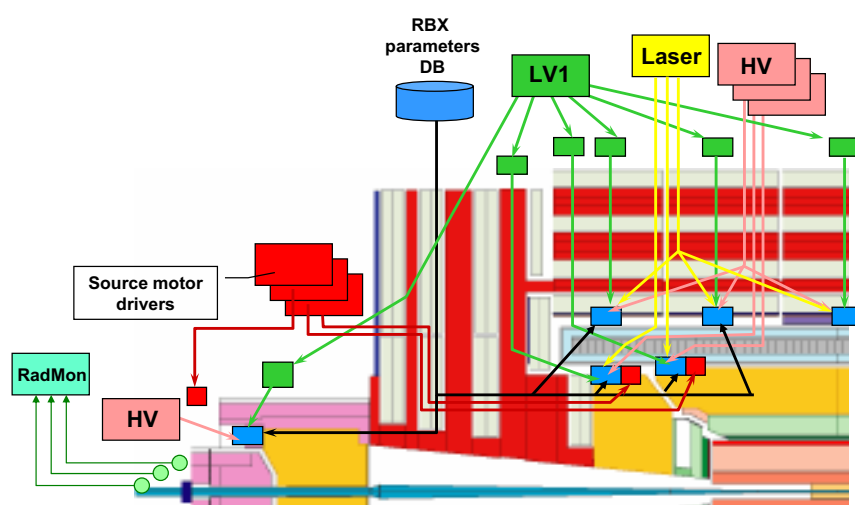 RBX
parameters
DB
LV1
Laser
HV
Source motor
drivers
RadMon
HV